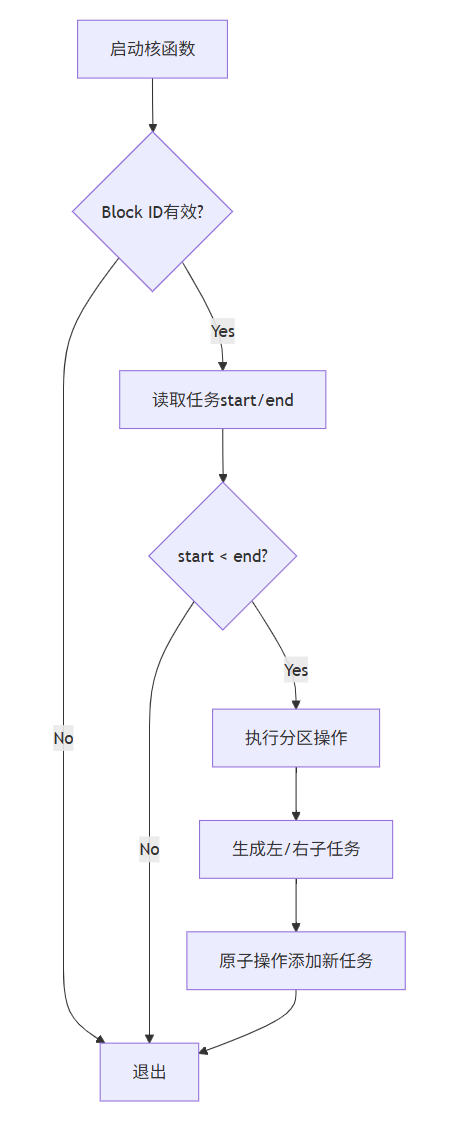 启动核函数
Block ID有效?
Yes
读取任务start/end
start < end?
Yes
执行分区操作
No
生成左/右子任务
No
原子操作添加新任务
退出